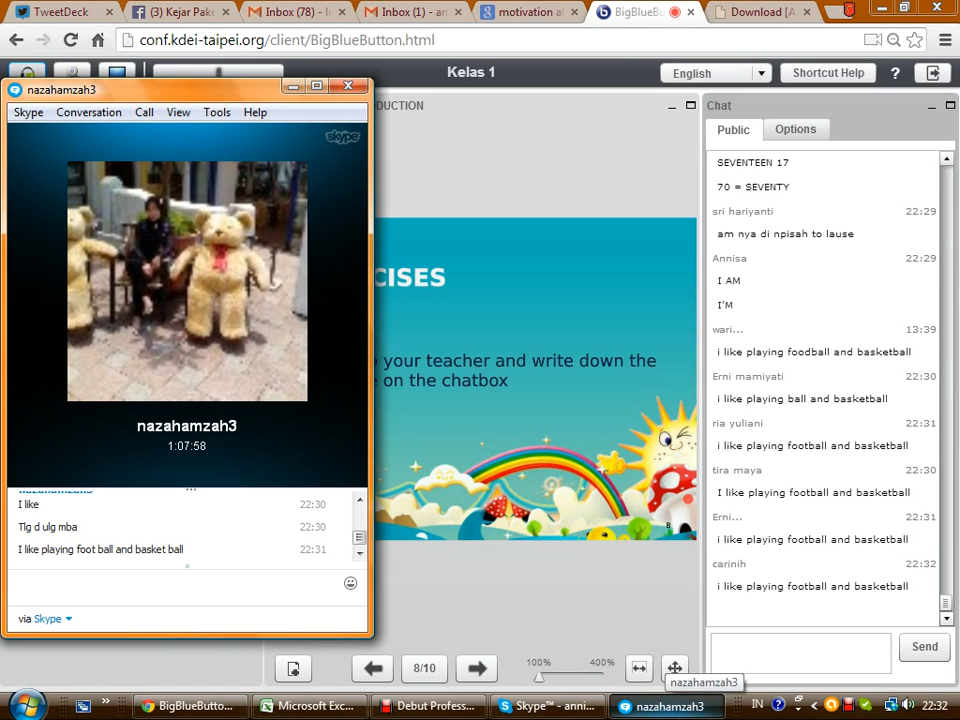 TweetDeck
(3) Kejar Pak
Inbox (78) - l
Inbox (1) - an
motivation al
BigBlueBu
Download [A
conf.kdei-taipei.org/client/BigBlueButton.html
Kelas 1
English
Shortcut Help
?
nazahamzah3
Skype Conversation Call View Tools Help
skype
nazahamzah3
1:07:58
I like 22:30
Tlg d ulg mba 22:30
I like playing foot ball and basket ball 22:31
via Skype
DUCTION
CISES
your teacher and write down the
e on the chatbox
8
8/10
100% 400%
nazahamzah3
Chat
Public Options
SEVENTEEN 17
70 = SEVENTY
sri hariyanti 22:29
am nya di npisah to lause
Annisa 22:29
I AM
I'M
wari... 13:39
i like playing foodball and basketball
Erni mamiyati 22:30
i like playing ball and basketball
ria yuliani 22:31
i like playing football and basketball
tira maya 22:30
I like playing football and basketball
Erni... 22:31
i like playing football and basketball
carinih 22:32
i like playing football and basketball
Send
BigBlueButto...
Microsoft Exc...
Debut Profess...
Skype™ - anni...
nazahamzah3
IN
22:32